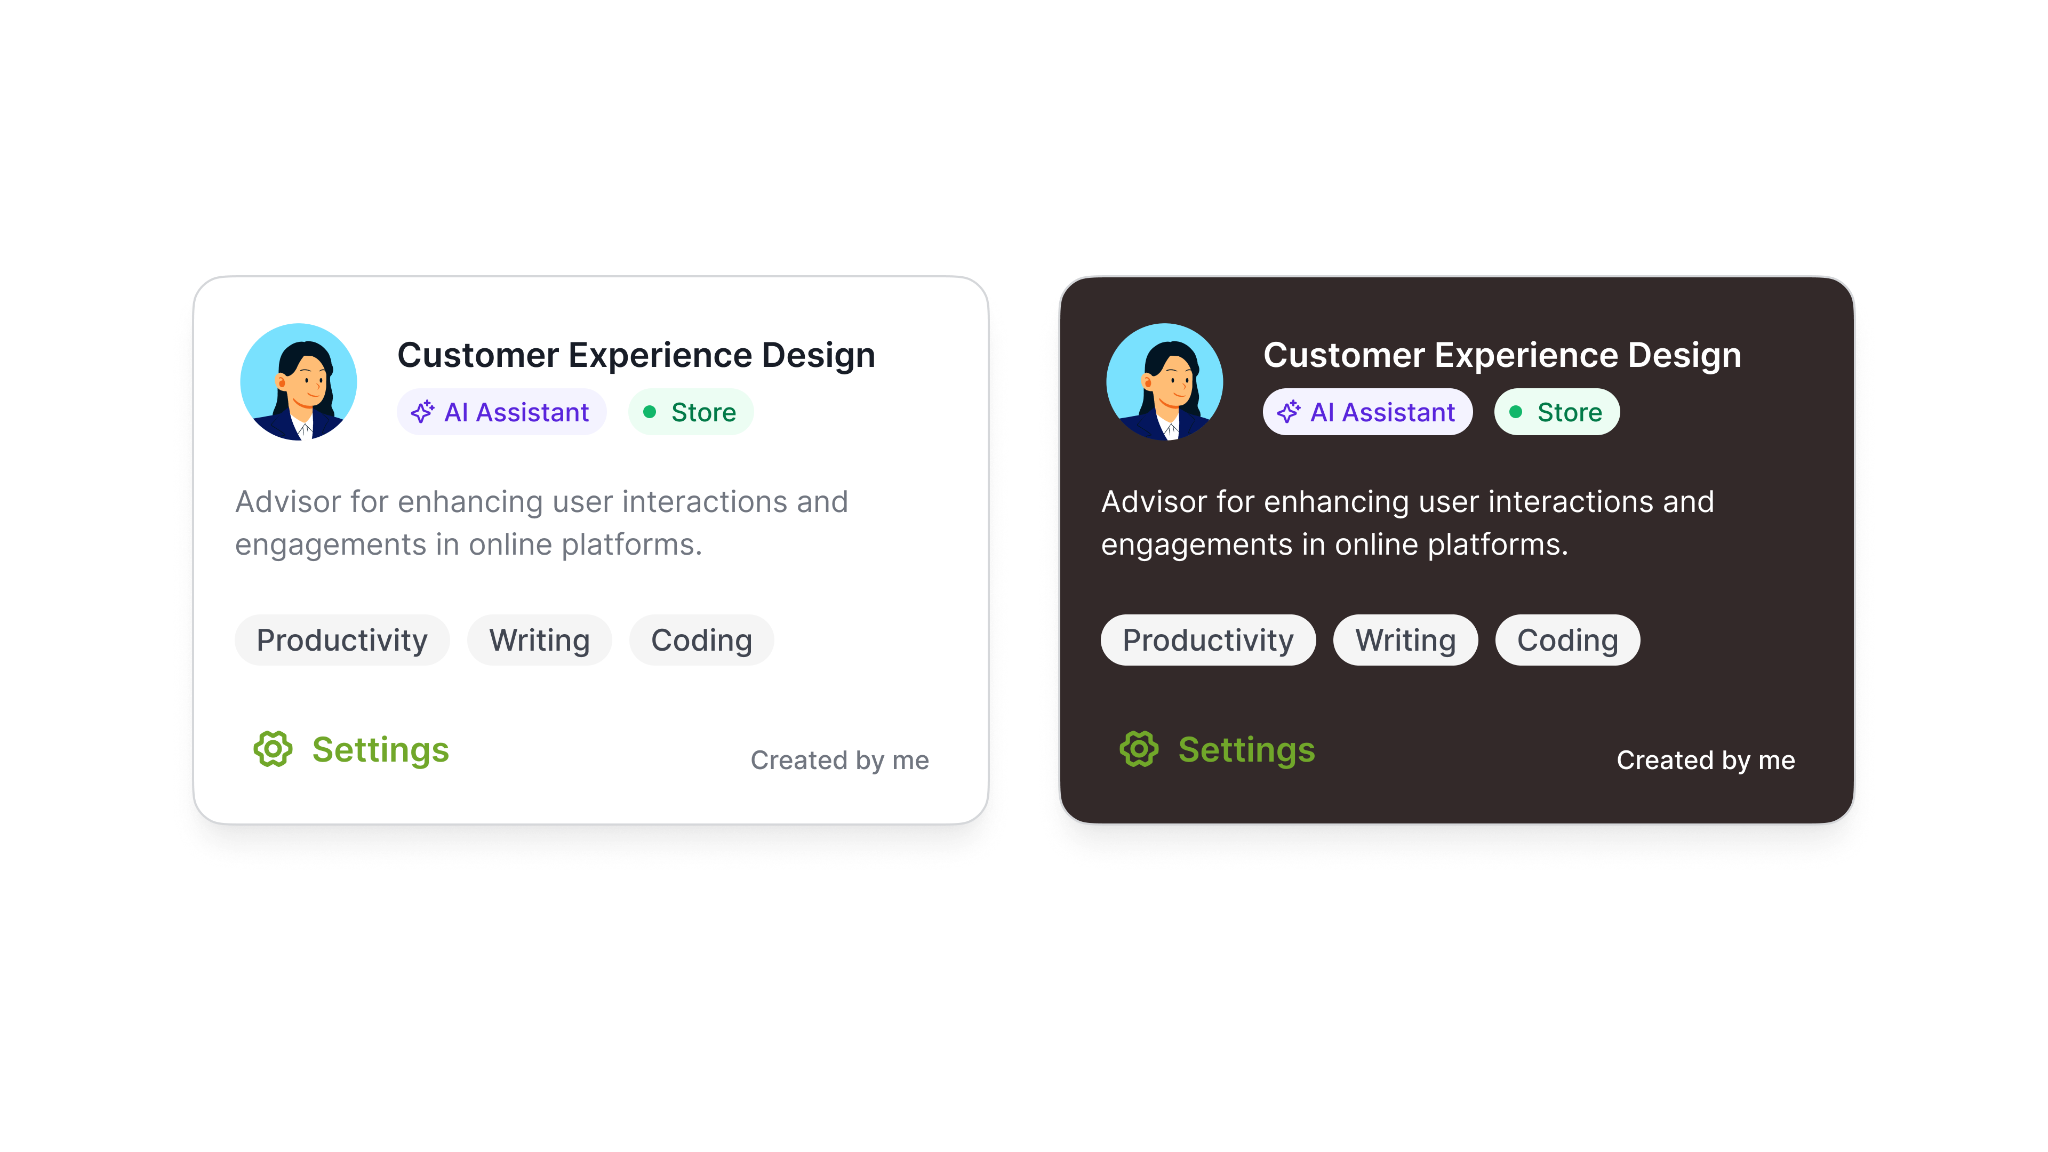 Customer Experience Design
AI Assistant
Store
Advisor for enhancing user interactions and
engagements in online platforms.
Productivity
Writing
Coding
Settings
Created by me
Customer Experience Design
AI Assistant
Store
Advisor for enhancing user interactions and
engagements in online platforms.
Productivity
Writing
Coding
Settings
Created by me